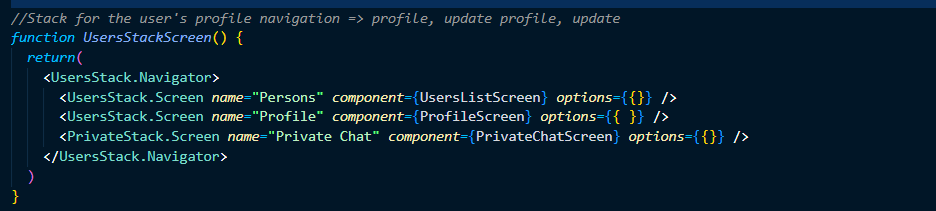 //Stack for the user's profile navigation => profile, update profile, update
function UsersStackScreen() {
return(
<UsersStack.Navigator>
<UsersStack.Screen name="Persons" component={UsersListScreen} options={{}} />
<UsersStack.Screen name="Profile" component={ProfileScreen} options={{ }} />
<PrivateStack.Screen name="Private Chat" component={PrivateChatScreen} options={{}} />
</UsersStack.Navigator>
)
}